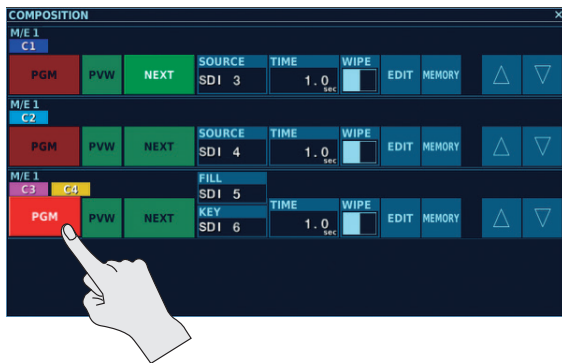 COMPOSITION ×
M/E 1
C1
PGM PVW NEXT SOURCE SDI 3 TIME 1.0 sec WIPE EDIT MEMORY
M/E 1
C2
PGM PVW NEXT SOURCE SDI 4 TIME 1.0 sec WIPE EDIT MEMORY
M/E 1
C3 C4
PGM PVW NEXT FILL SDI 5 KEY SDI 6 TIME 1.0 sec WIPE EDIT MEMORY